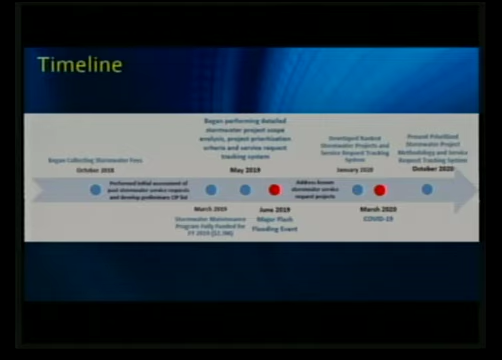 Timeline
Began performing detailed
stormwater project scope
analysis, project prioritization
criteria and service request
tracking system
May 2019
Began Collecting Stormwater Fees
October 2018
Developed Ranked
Stormwater Projects and
Service Request Tracking
System
January 2020
Present Prioritized
Stormwater Project
Methodology and Service
Request Tracking System
October 2020
Performed initial assessment of
past stormwater service requests
and develop preliminary CIP list
Address known
stormwater service
request projects
March 2019
Stormwater Maintenance
Program Fully Funded for
FY 2019
June 2019
Major Flash
Flooding Event
March 2020
COVID-19